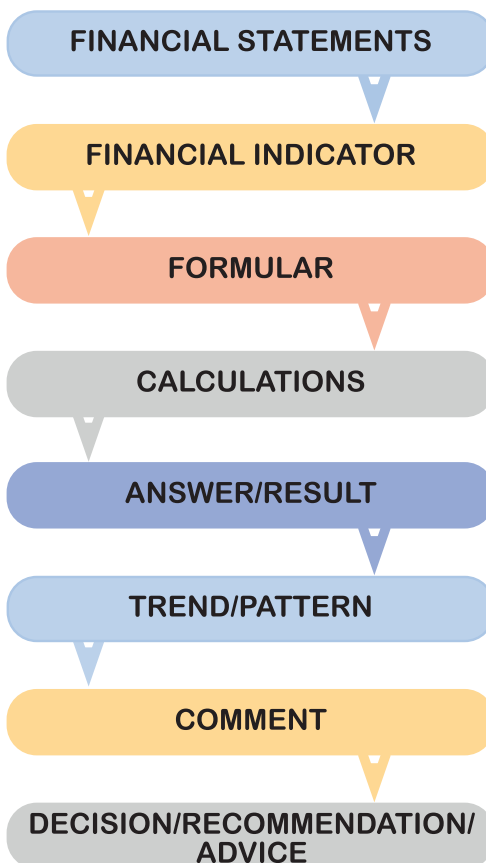 FINANCIAL STATEMENTS
FINANCIAL INDICATOR
FORMULAR
CALCULATIONS
ANSWER/RESULT
TREND/PATTERN
COMMENT
DECISION/RECOMMENDATION/
ADVICE